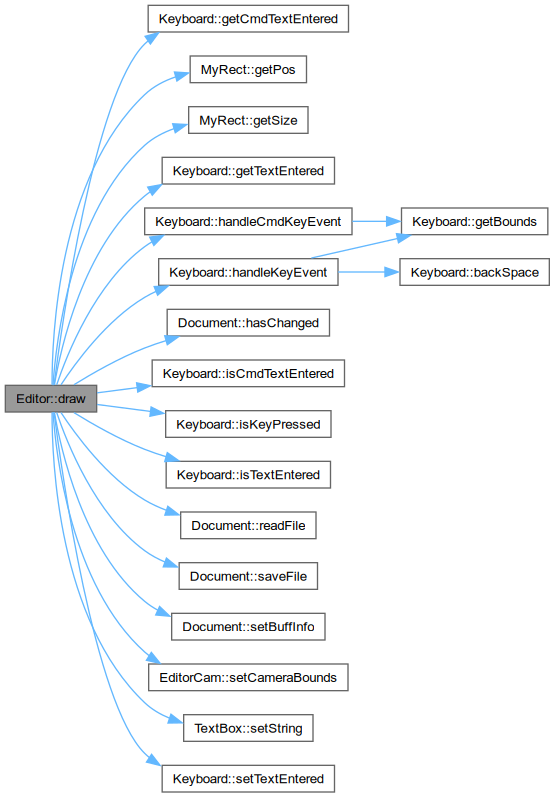 Keyboard::getCmdTextEntered
MyRect::getPos
MyRect::getSize
Keyboard::getTextEntered
Keyboard::handleCmdKeyEvent
Keyboard::getBounds
Keyboard::handleKeyEvent
Keyboard::backSpace
Document::hasChanged
Keyboard::isCmdTextEntered
Editor::draw
Keyboard::isKeyPressed
Keyboard::isTextEntered
Document::readFile
Document::saveFile
Document::setBuffInfo
EditorCam::setCameraBounds
TextBox::setString
Keyboard::setTextEntered